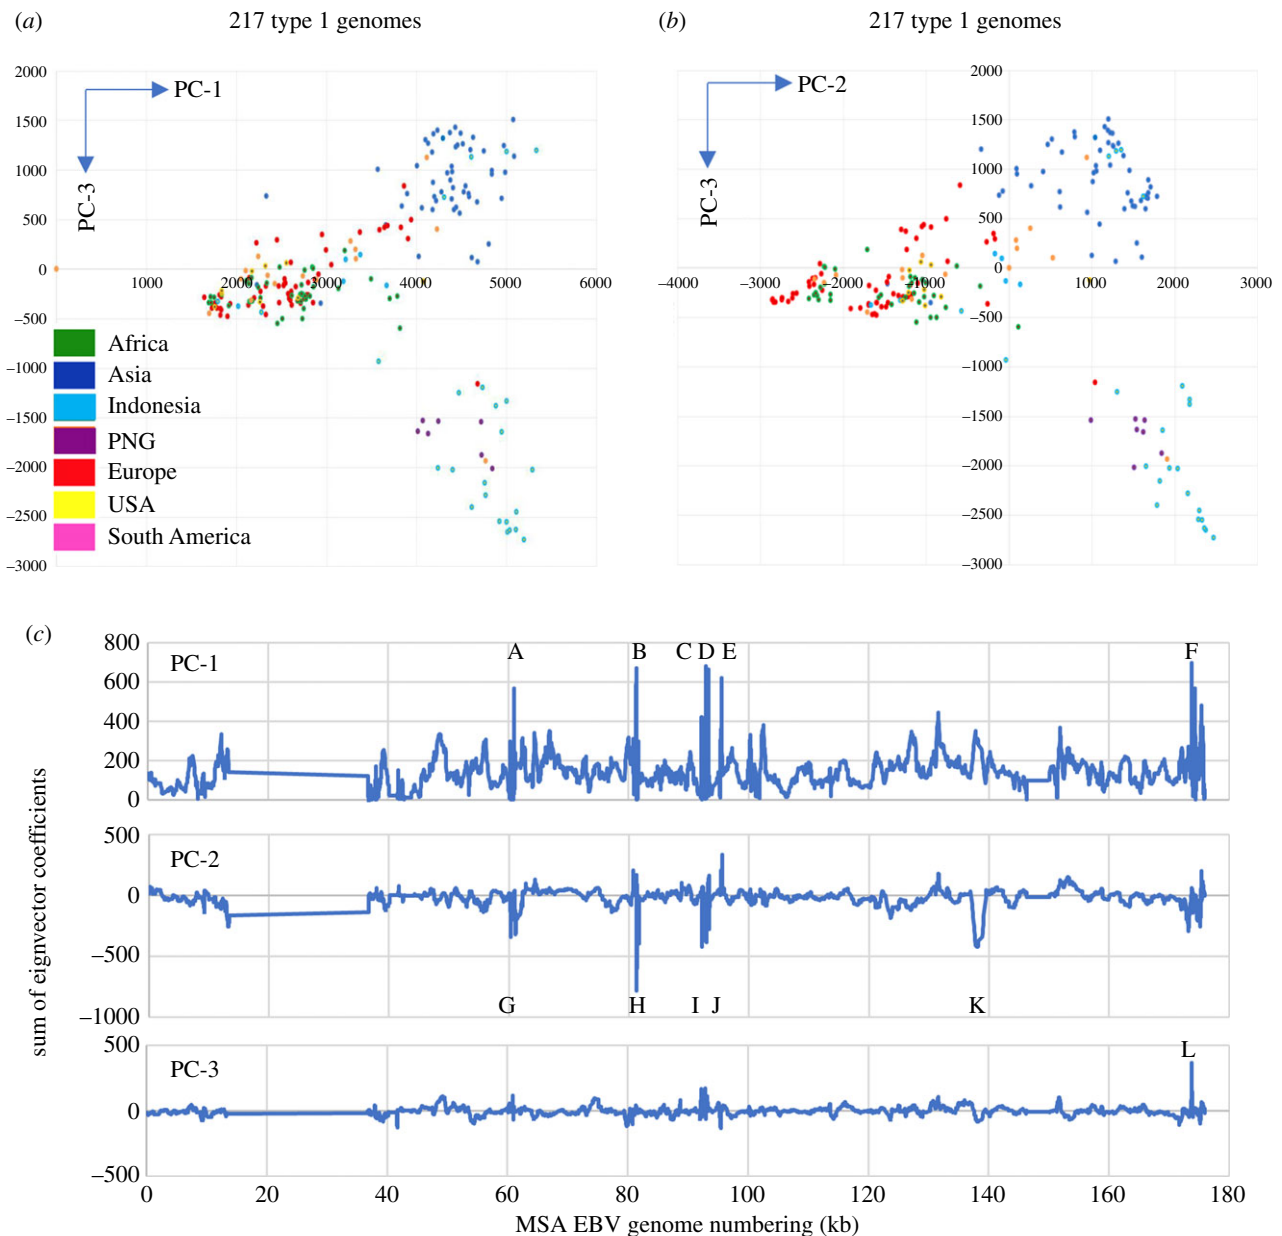 (a) 217 type 1 genomes
2000
1500
1000
500
0
−500
−1000
−1500
−2000
−2500
−3000
1000 2000 3000 4000 5000 6000
PC-1
PC-3
Africa
Asia
Indonesia
PNG
Europe
USA
South America
(b) 217 type 1 genomes
2000
1500
1000
500
0
−500
−1000
−1500
−2000
−2500
−3000
−4000 −3000 −2000 −1000 0 1000 2000 3000
PC-2
PC-3
(c)
sum of eignvector coefficients
800
600
400
200
0
PC-1
A B C D E F
500
0
−500
−1000
PC-2
G H I J K
500
0
−500
PC-3
L
0 20 40 60 80 100 120 140 160 180
MSA EBV genome numbering (kb)